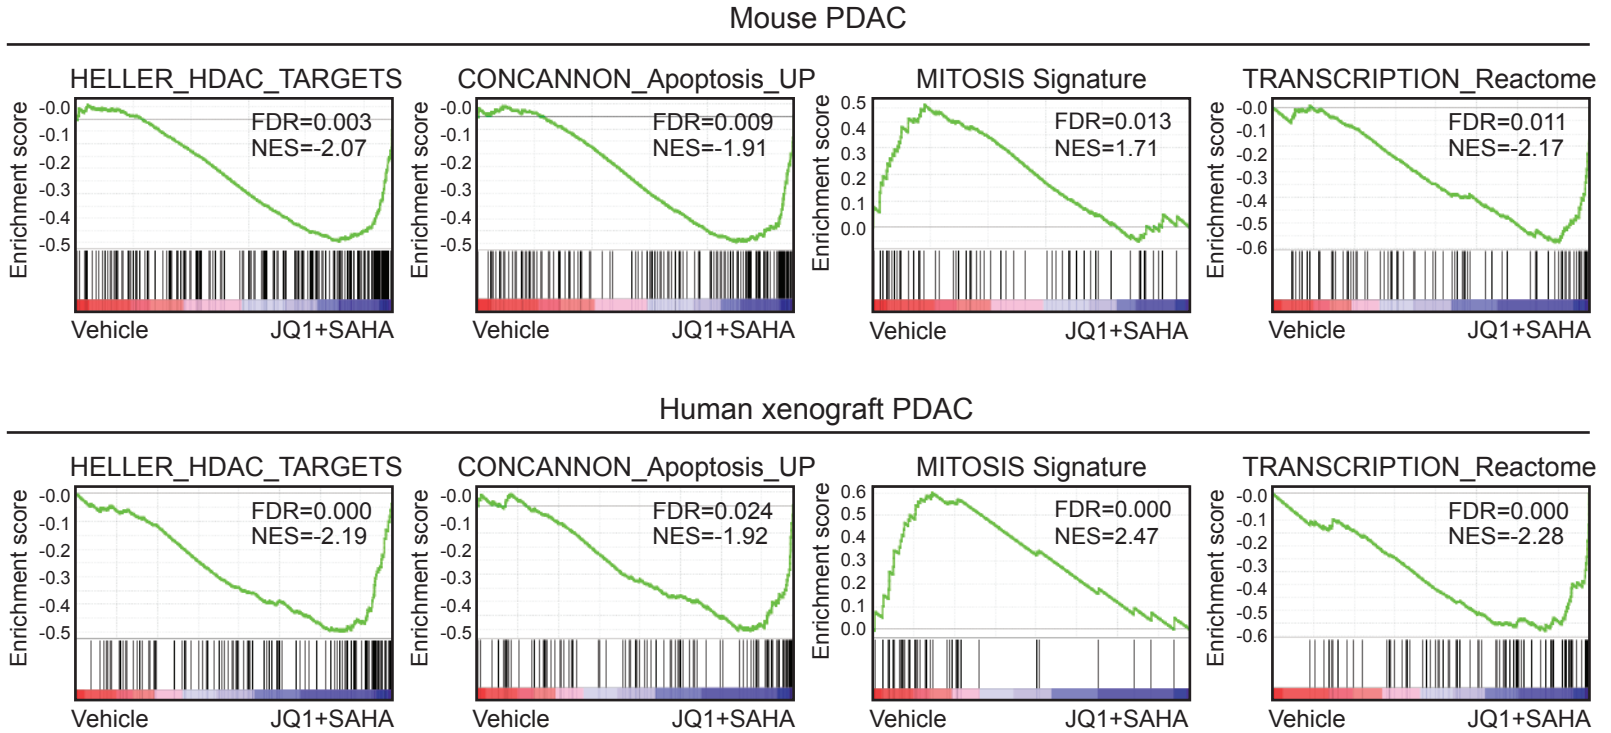 Mouse PDAC
HELLER_HDAC_TARGETS CONCANNON_Apoptosis_UP MITOSIS Signature TRANSCRIPTION_Reactome
Enrichment score
-0.0
-0.1
-0.2
-0.3
-0.4
-0.5
FDR=0.003
NES=-2.07
Vehicle JQ1+SAHA
Enrichment score
-0.0
-0.1
-0.2
-0.3
-0.4
-0.5
FDR=0.009
NES=-1.91
Vehicle JQ1+SAHA
Enrichment score
0.5
0.4
0.3
0.2
0.1
0.0
FDR=0.013
NES=1.71
Vehicle JQ1+SAHA
Enrichment score
-0.0
-0.1
-0.2
-0.3
-0.4
-0.5
-0.6
FDR=0.011
NES=-2.17
Vehicle JQ1+SAHA
Human xenograft PDAC
HELLER_HDAC_TARGETS CONCANNON_Apoptosis_UP MITOSIS Signature TRANSCRIPTION_Reactome
Enrichment score
-0.0
-0.1
-0.2
-0.3
-0.4
-0.5
FDR=0.000
NES=-2.19
Vehicle JQ1+SAHA
Enrichment score
-0.0
-0.1
-0.2
-0.3
-0.4
-0.5
FDR=0.024
NES=-1.92
Vehicle JQ1+SAHA
Enrichment score
0.6
0.5
0.4
0.2
0.1
0.0
FDR=0.000
NES=2.47
Vehicle JQ1+SAHA
Enrichment score
-0.0
-0.1
-0.2
-0.3
-0.4
-0.5
-0.6
FDR=0.000
NES=-2.28
Vehicle JQ1+SAHA